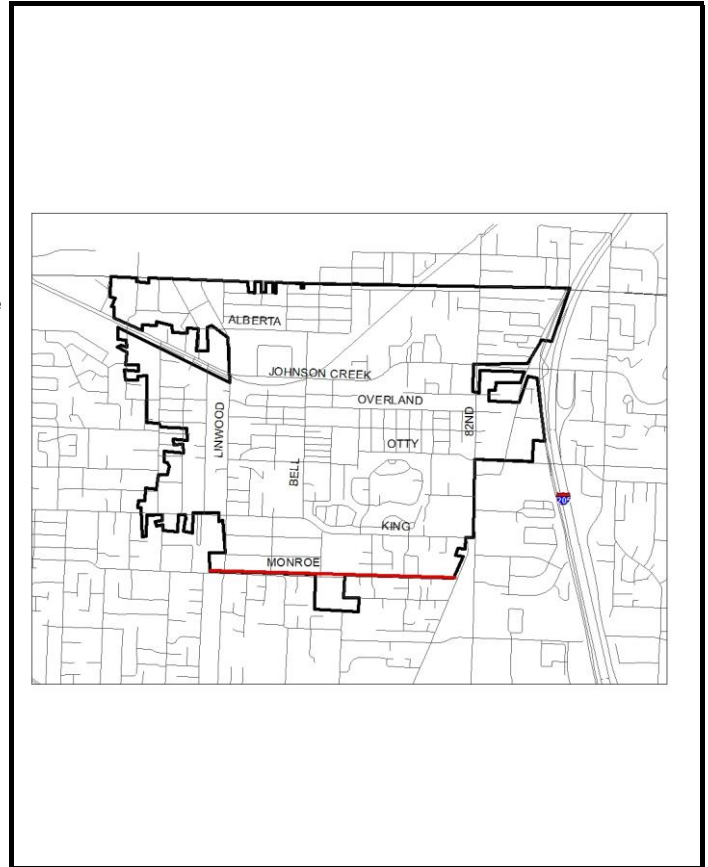 ALBERTA
JOHNSON CREEK
OVERLAND
LINWOOD
82ND
OTTY
BELL
205
KING
MONROE